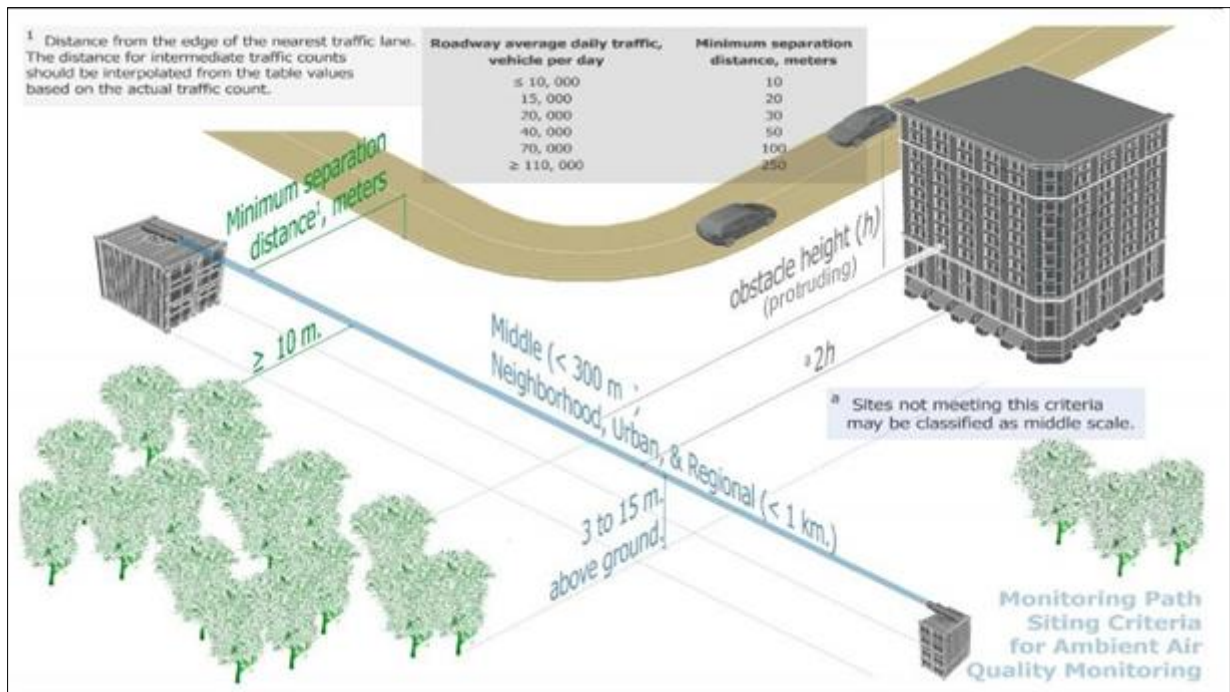 1 Distance from the edge of the nearest traffic lane.
The distance for intermediate traffic counts
should be interpolated from the table values
based on the actual traffic count.
Roadway average daily traffic,
vehicle per day
Minimum separation
distance, meters
≤ 10, 000 10
15, 000 20
20, 000 30
40, 000 50
70, 000 100
≥ 110, 000 250
Minimum separation
distance1, meters
≥ 10 m.
obstacle height (h)
(protruding)
a 2h
Middle (< 300 m
Neighborhood, Urban, & Regional (< 1 km.)
3 to 15 m.
above ground.
a Sites not meeting this criteria
may be classified as middle scale.
Monitoring Path
Siting Criteria
for Ambient Air
Quality Monitoring